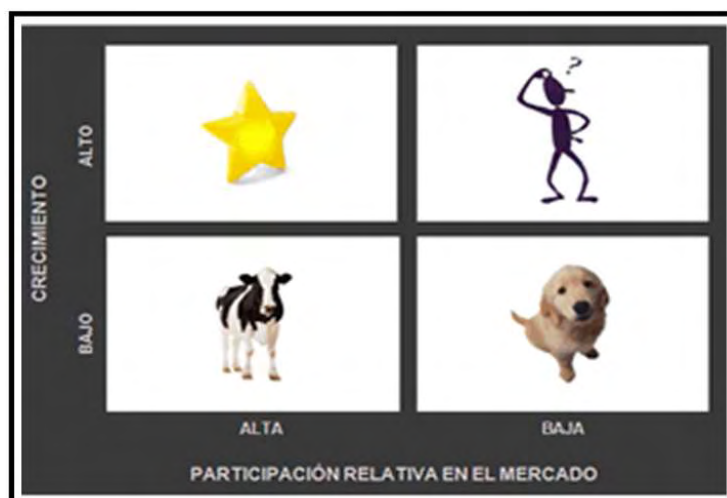 ?
CRECIMIENTO
ALTO
BAJO
ALTA
BAJA
PARTICIPACIÓN RELATIVA EN EL MERCADO